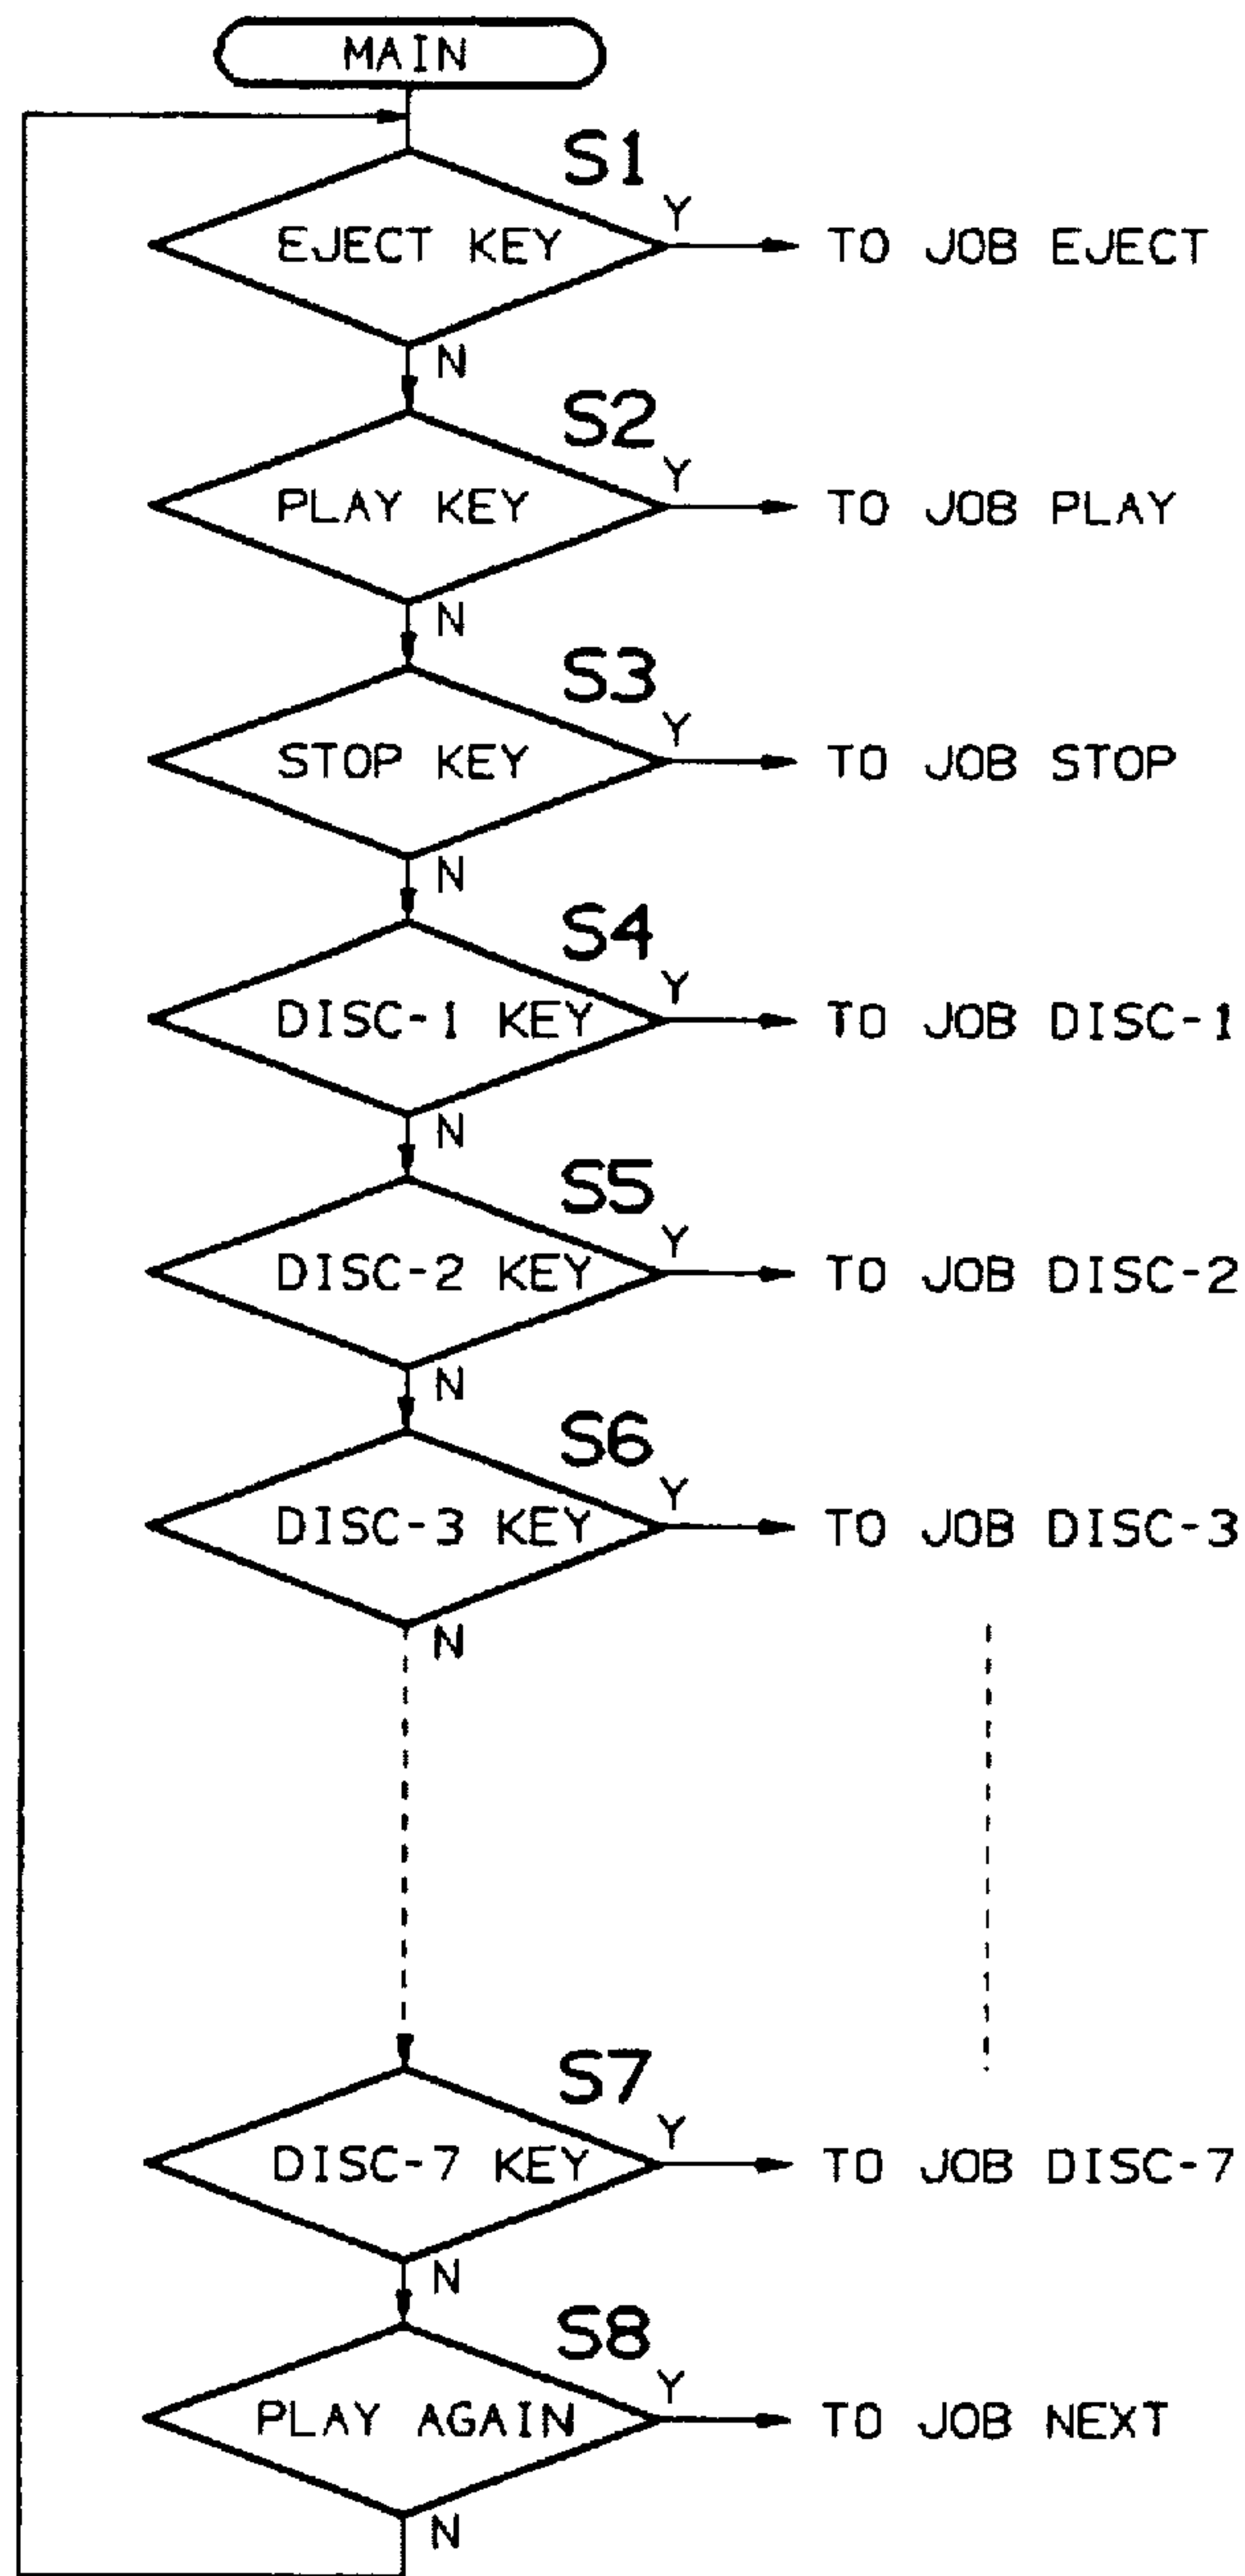 MAIN
S1
EJECT KEY
Y
TO JOB EJECT
N
S2
PLAY KEY
Y
TO JOB PLAY
N
S3
STOP KEY
Y
TO JOB STOP
N
S4
DISC-1 KEY
Y
TO JOB DISC-1
N
S5
DISC-2 KEY
Y
TO JOB DISC-2
N
S6
DISC-3 KEY
Y
TO JOB DISC-3
N
S7
DISC-7 KEY
Y
TO JOB DISC-7
N
S8
PLAY AGAIN
Y
TO JOB NEXT
N